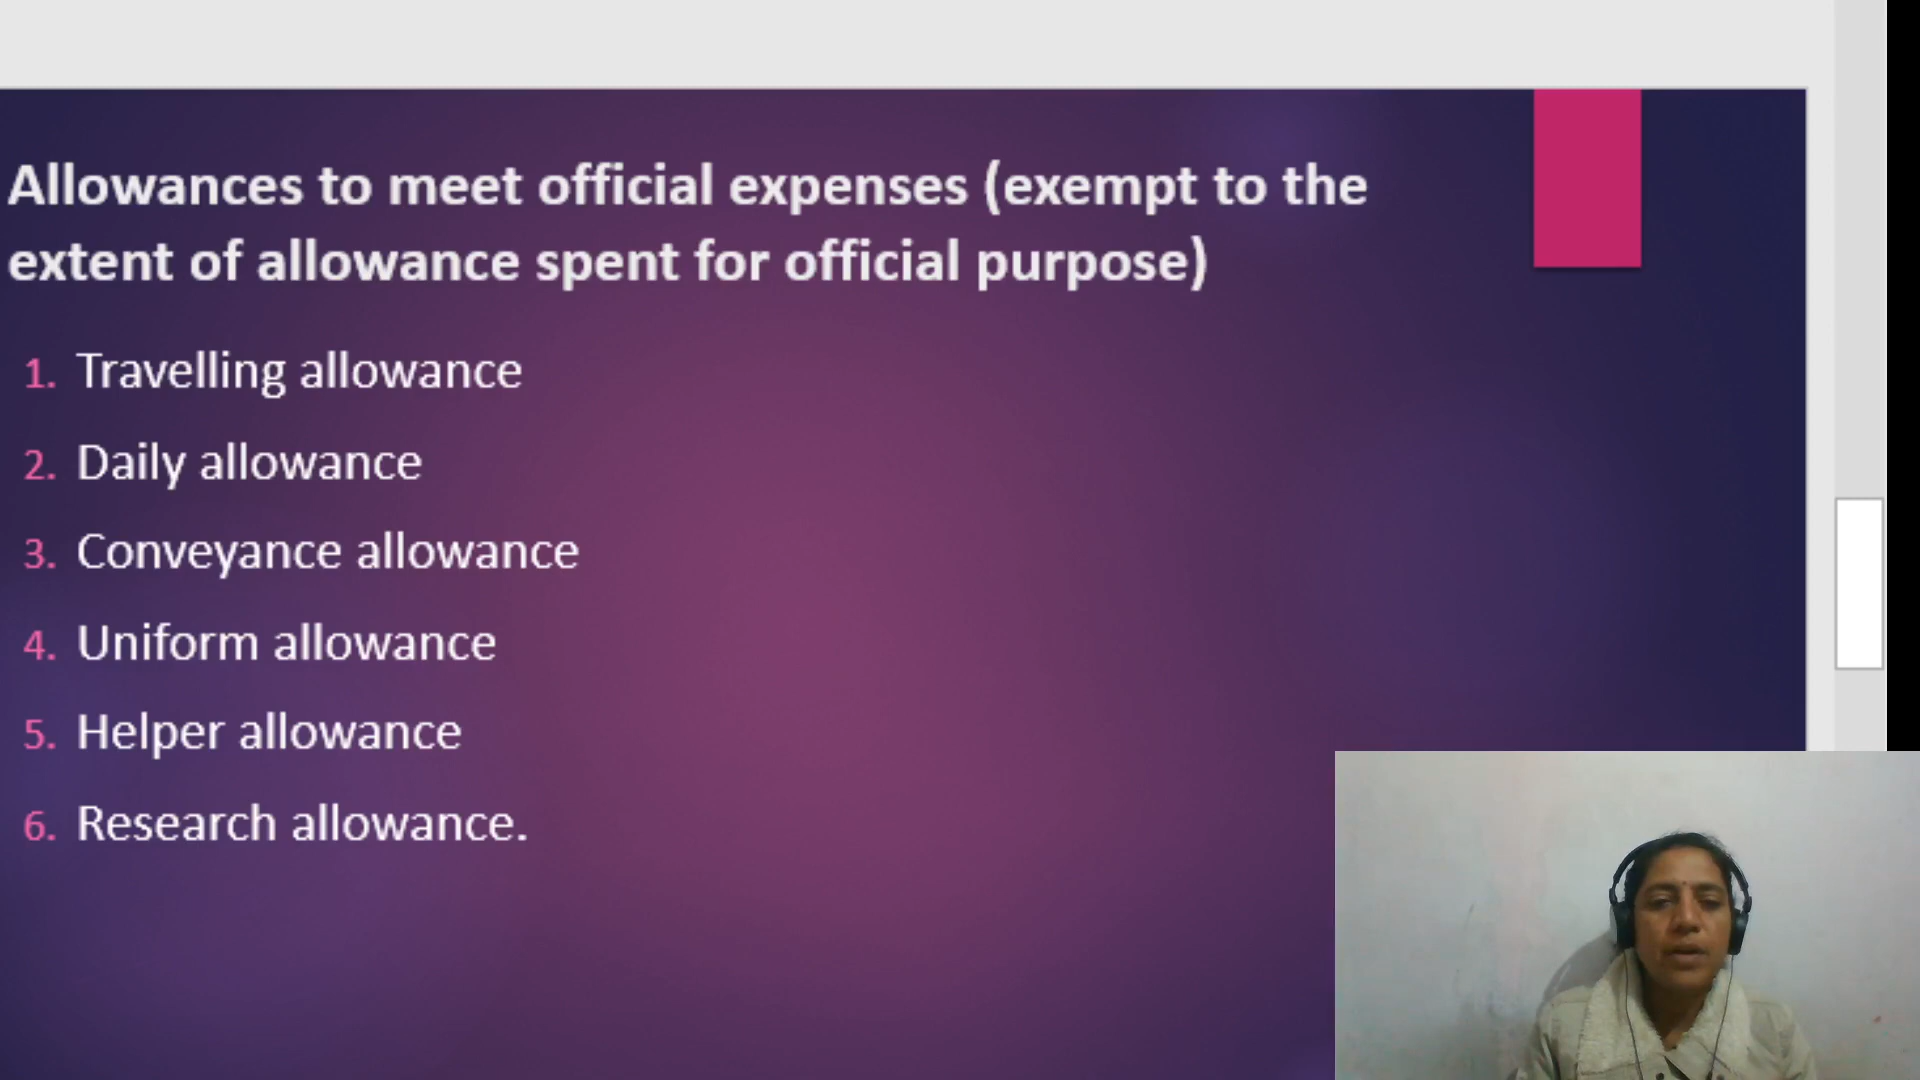 Allowances to meet official expenses (exempt to the
extent of allowance spent for official purpose)
1. Travelling allowance
2. Daily allowance
3. Conveyance allowance
4. Uniform allowance
5. Helper allowance
6. Research allowance.